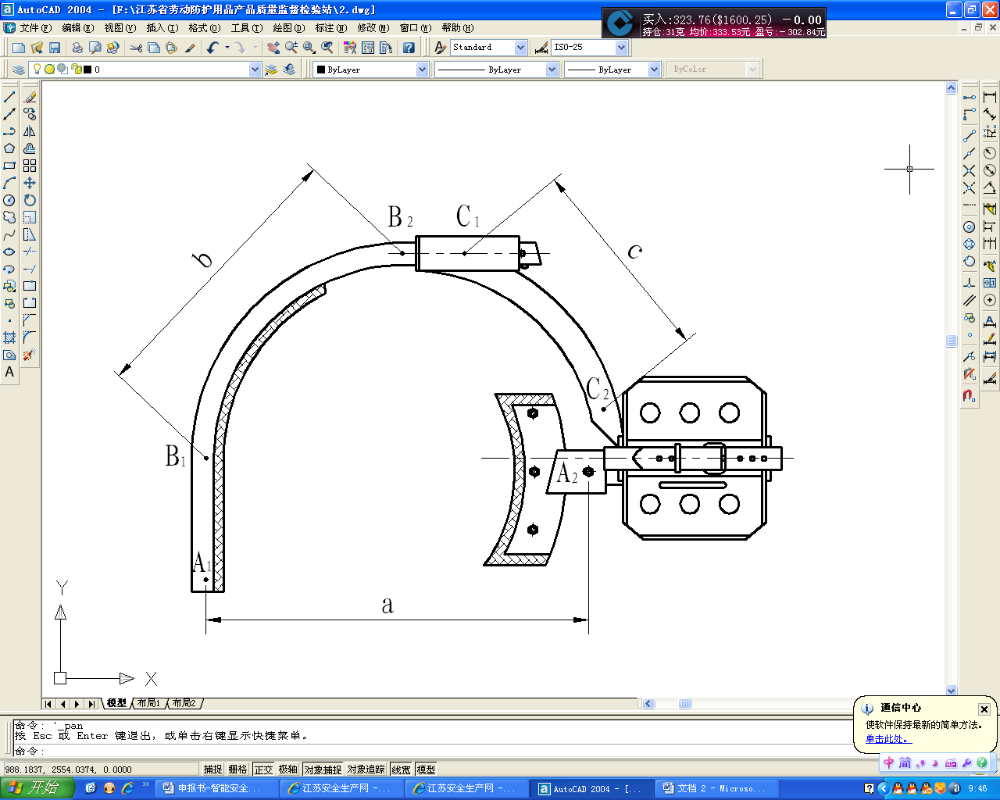 AutoCAD 2004 - [F:\江苏省劳动防护用品产品质量监督检验站\2.dwg]
买入:323.76($1600.25) -0.00
持仓:31克 均价:333.53元 盈亏:-302.84元
文件(F) 编辑(E) 视图(V) 插入(I) 格式(O) 工具(T) 绘图(D) 标注(N) 修改(M) 窗口(W) 帮助(H)
Standard ISO-25
0 ByLayer ByLayer ByLayer ByColor
B2 C1
b c
C2
B1
A2
A1
a
Y
X
模型 布局1 布局2
命令: '_pan
按 Esc 或 Enter 键退出，或单击右键显示快捷菜单。
命令:
通信中心
使软件保持最新的简单方法。
单击此处。
中 简
988.1837, 2554.0374, 0.0000 捕捉 栅格 正交 极轴 对象捕捉 对象追踪 线宽 模型
开始 申报书-智能安全... 江苏安全生产网 -... 江苏安全生产网 -... AutoCAD 2004 - [... 文档 2 - Microso... 9:46